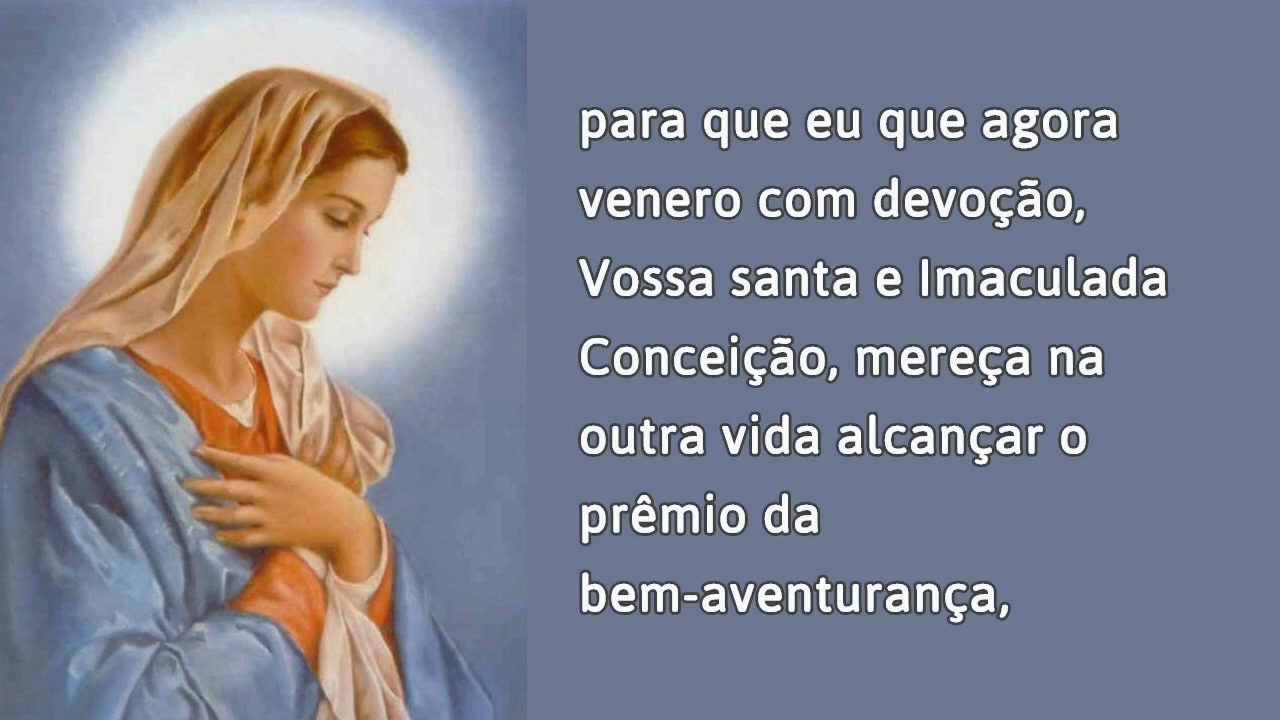 para que eu que agora
venero com devoção,
Vossa santa e Imaculada
Conceição, mereça na
outra vida alcançar o
prêmio da
bem-aventurança,